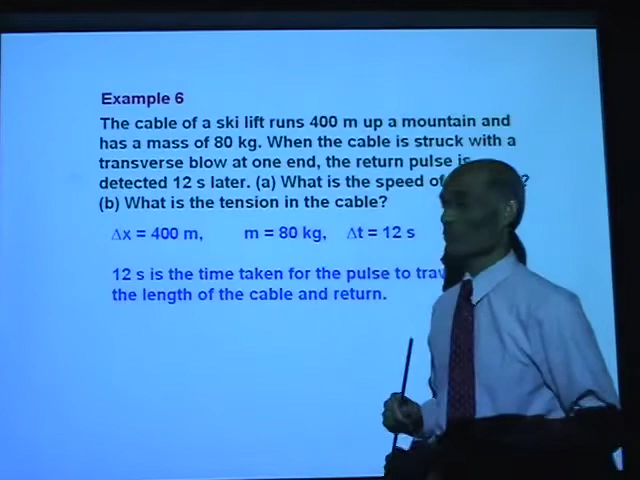 Example 6
The cable of a ski lift runs 400 m up a mountain and
has a mass of 80 kg. When the cable is struck with a
transverse blow at one end, the return pulse is
detected 12 s later. (a) What is the speed of ?
(b) What is the tension in the cable?
Δx = 400 m, m = 80 kg, Δt = 12 s
12 s is the time taken for the pulse to
the length of the cable and return.